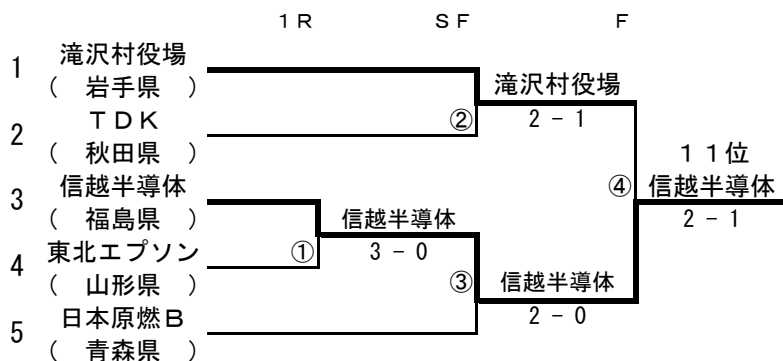 １Ｒ ＳＦ Ｆ
1 滝沢村役場
（ 岩手県 ）
滝沢村役場
2 ＴＤＫ
② 2 - 1
（ 秋田県 ）
１１位
3 信越半導体
④ 信越半導体
（ 福島県 ）
信越半導体
2 - 1
4 東北エプソン
① 3 - 0
（ 山形県 ）
③ 信越半導体
5 日本原燃Ｂ
2 - 0
（ 青森県 ）